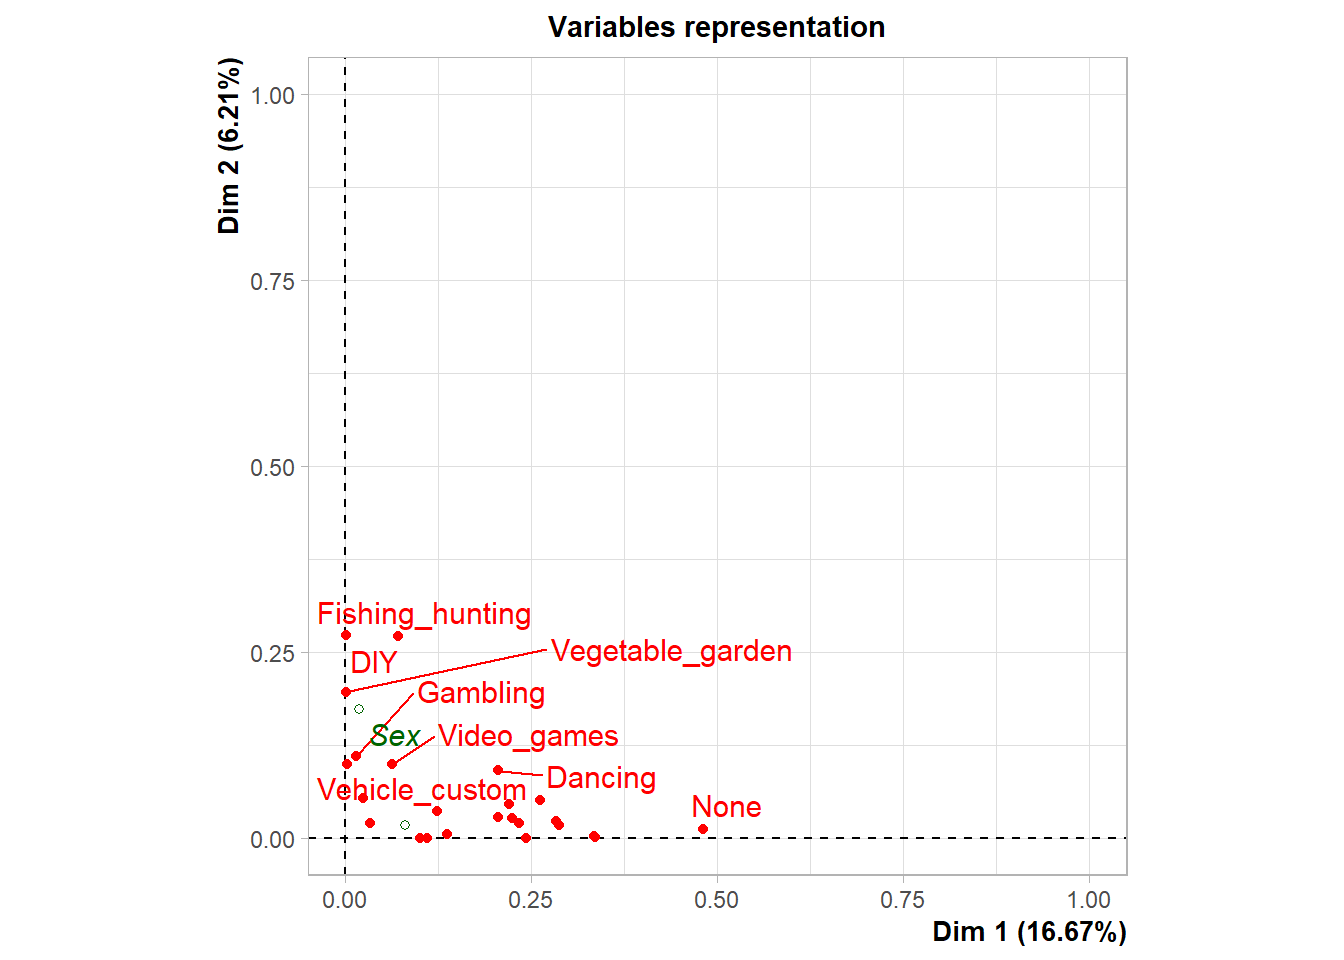 Variables representation
Dim 2 (6.21%)
1.00
0.75
0.50
0.25
0.00
Fishing_hunting
Vegetable_garden
DIY
Gambling
Sex
Video_games
Dancing
Vehicle_custom
None
0.00
0.25
0.50
0.75
1.00
Dim 1 (16.67%)